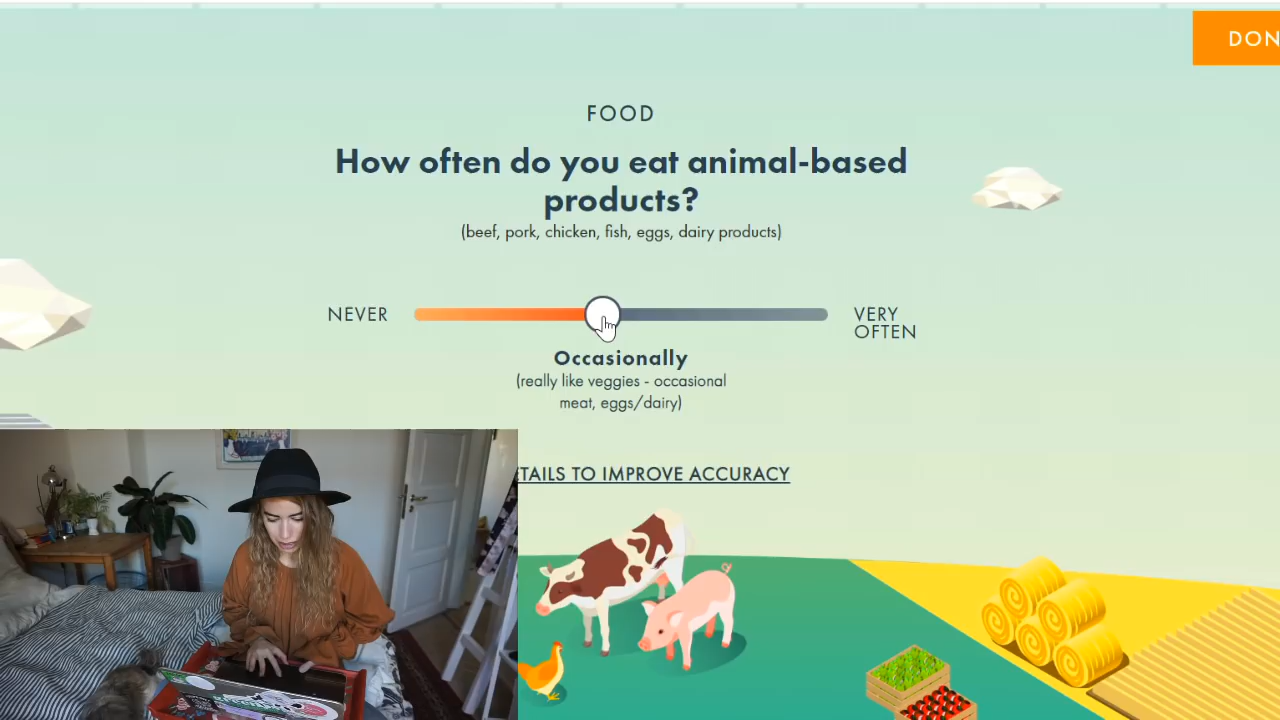 DON
FOOD
How often do you eat animal-based
products?
(beef, pork, chicken, fish, eggs, dairy products)
NEVER
VERY
OFTEN
Occasionally
(really like veggies - occasional
meat, eggs/dairy)
TAILS TO IMPROVE ACCURACY